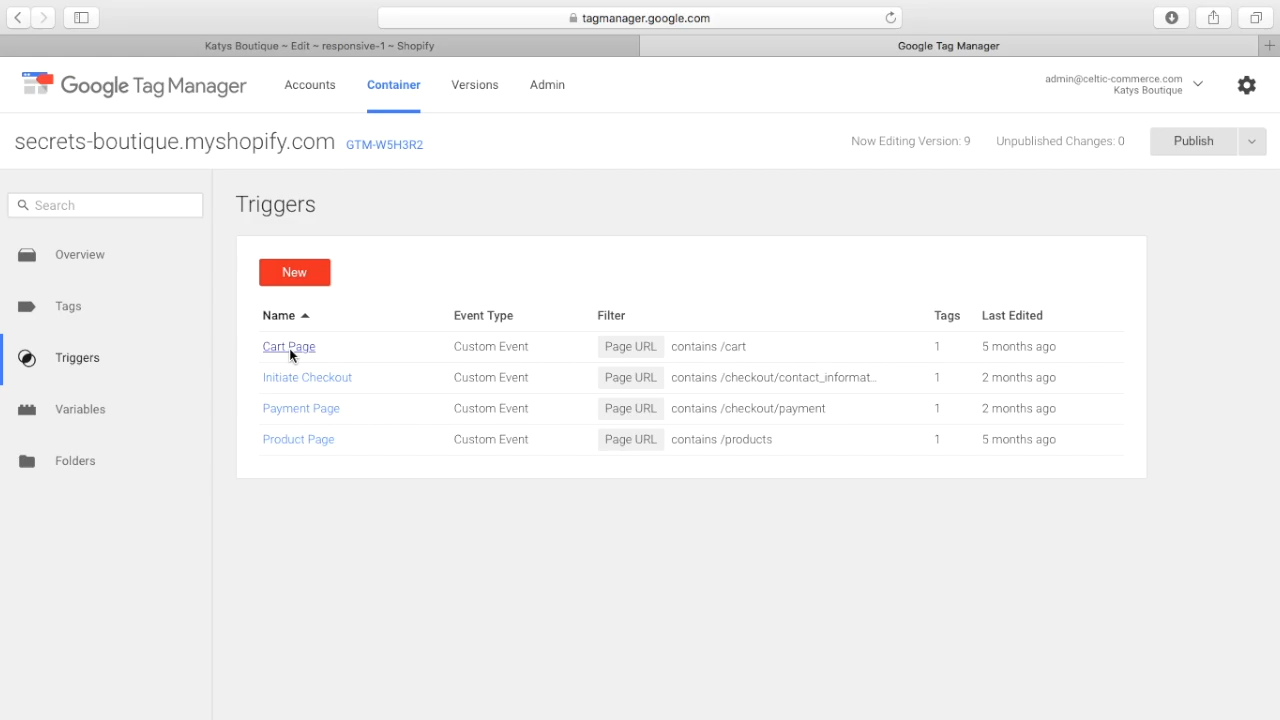 tagmanager.google.com
Katys Boutique ~ Edit ~ responsive-1 ~ Shopify
Google Tag Manager
Google Tag Manager
Accounts
Container
Versions
Admin
admin@celtic-commerce.com
Katys Boutique
secrets-boutique.myshopify.com GTM-W5H3R2
Now Editing Version: 9
Unpublished Changes: 0
Publish
Search
Overview
Tags
Triggers
Variables
Folders
Triggers
New
Name Event Type Filter Tags Last Edited
Cart Page Custom Event Page URL contains /cart 1 5 months ago
Initiate Checkout Custom Event Page URL contains /checkout/contact_informat... 1 2 months ago
Payment Page Custom Event Page URL contains /checkout/payment 1 2 months ago
Product Page Custom Event Page URL contains /products 1 5 months ago